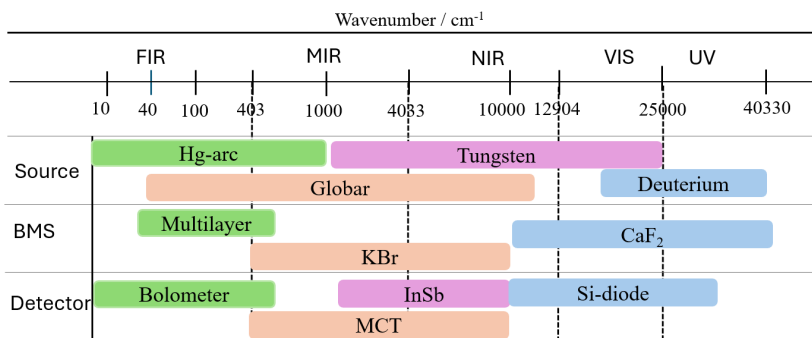 Wavenumber / cm⁻¹
FIR MIR NIR VIS UV
10 40 100 403 1000 4033 10000 12904 25000 40330
Hg-arc Tungsten
Source
Globar Deuterium
Multilayer
BMS CaF₂
KBr
Detector Bolometer InSb Si-diode
MCT